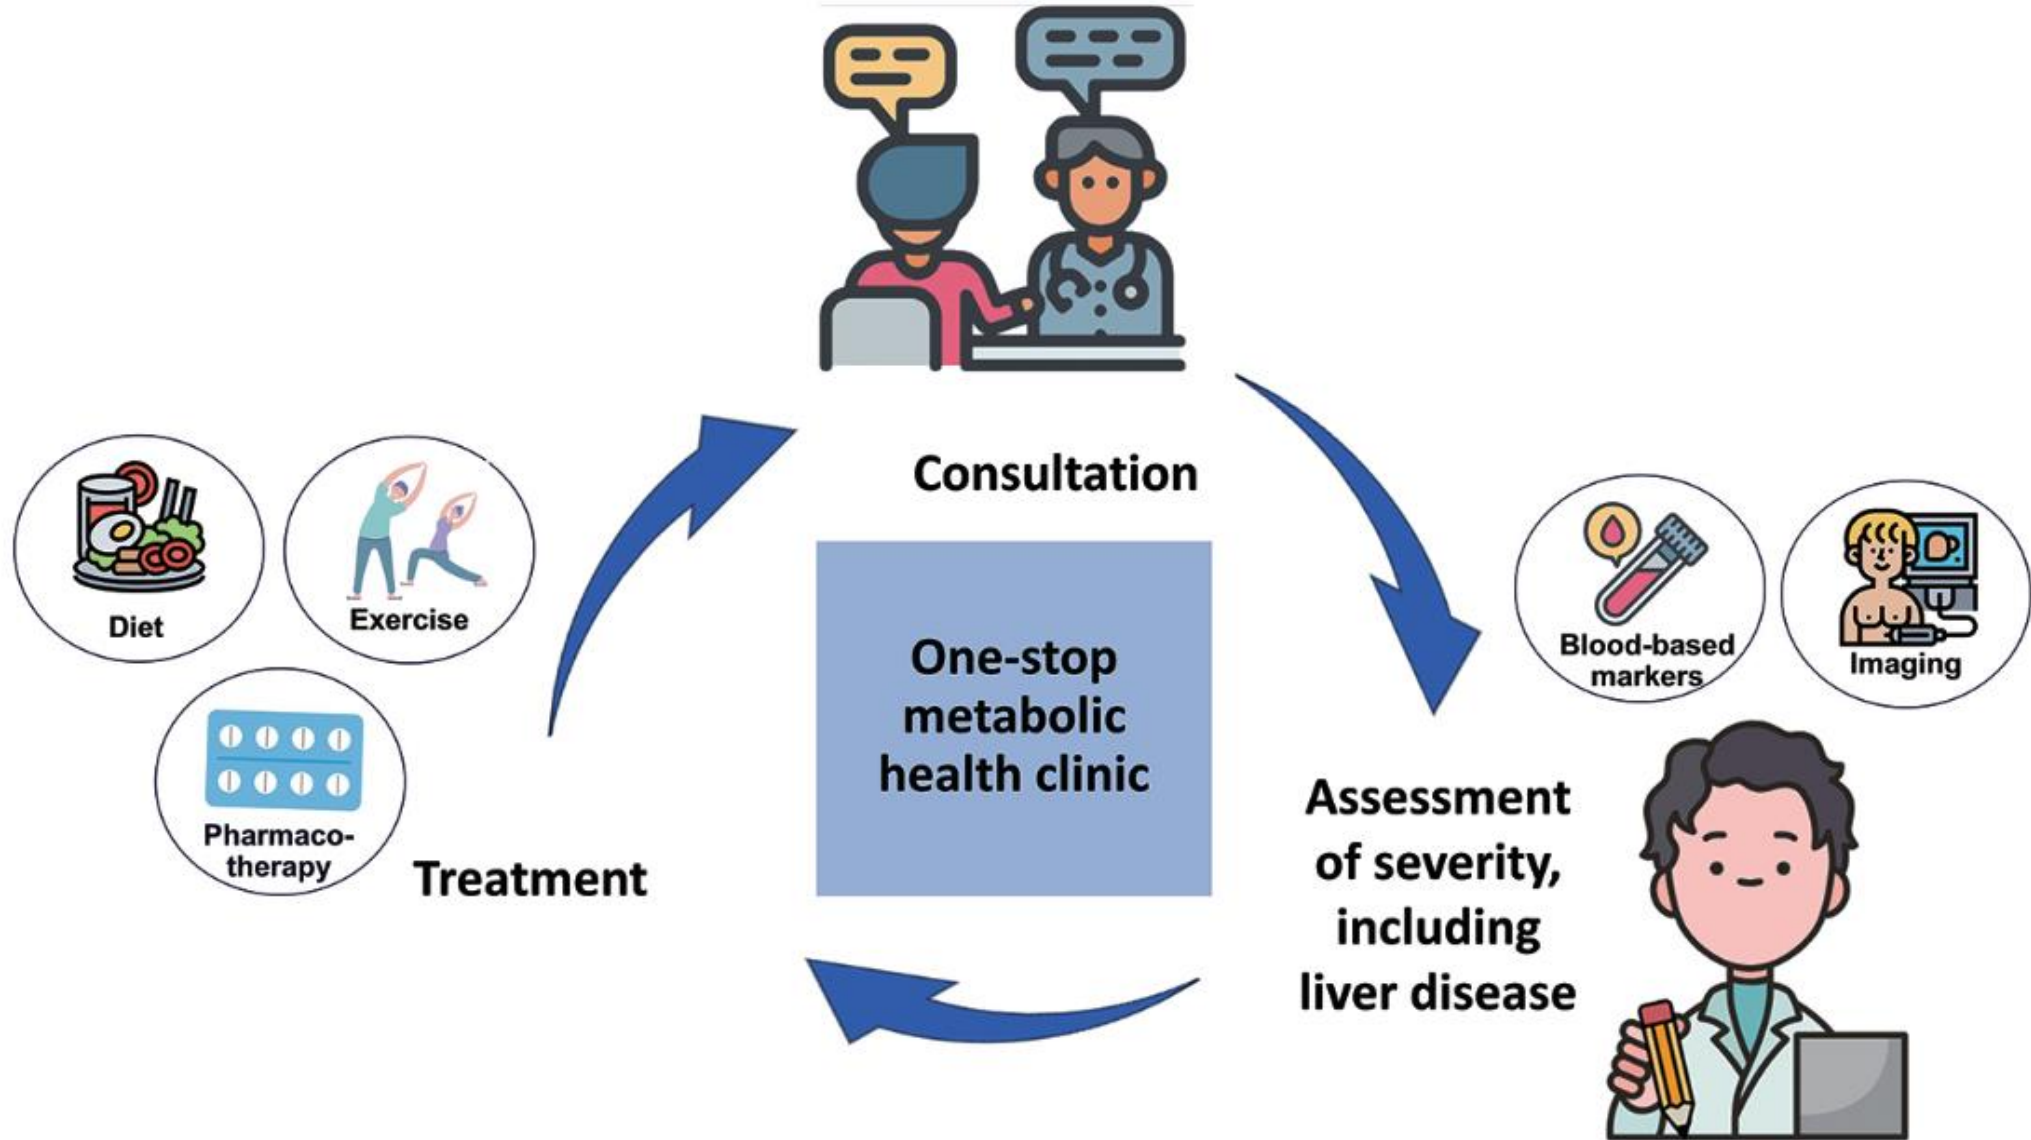 Consultation
Diet
Exercise
Pharmaco-
therapy
Treatment
One-stop
metabolic
health clinic
Blood-based
markers
Imaging
Assessment
of severity,
including
liver disease